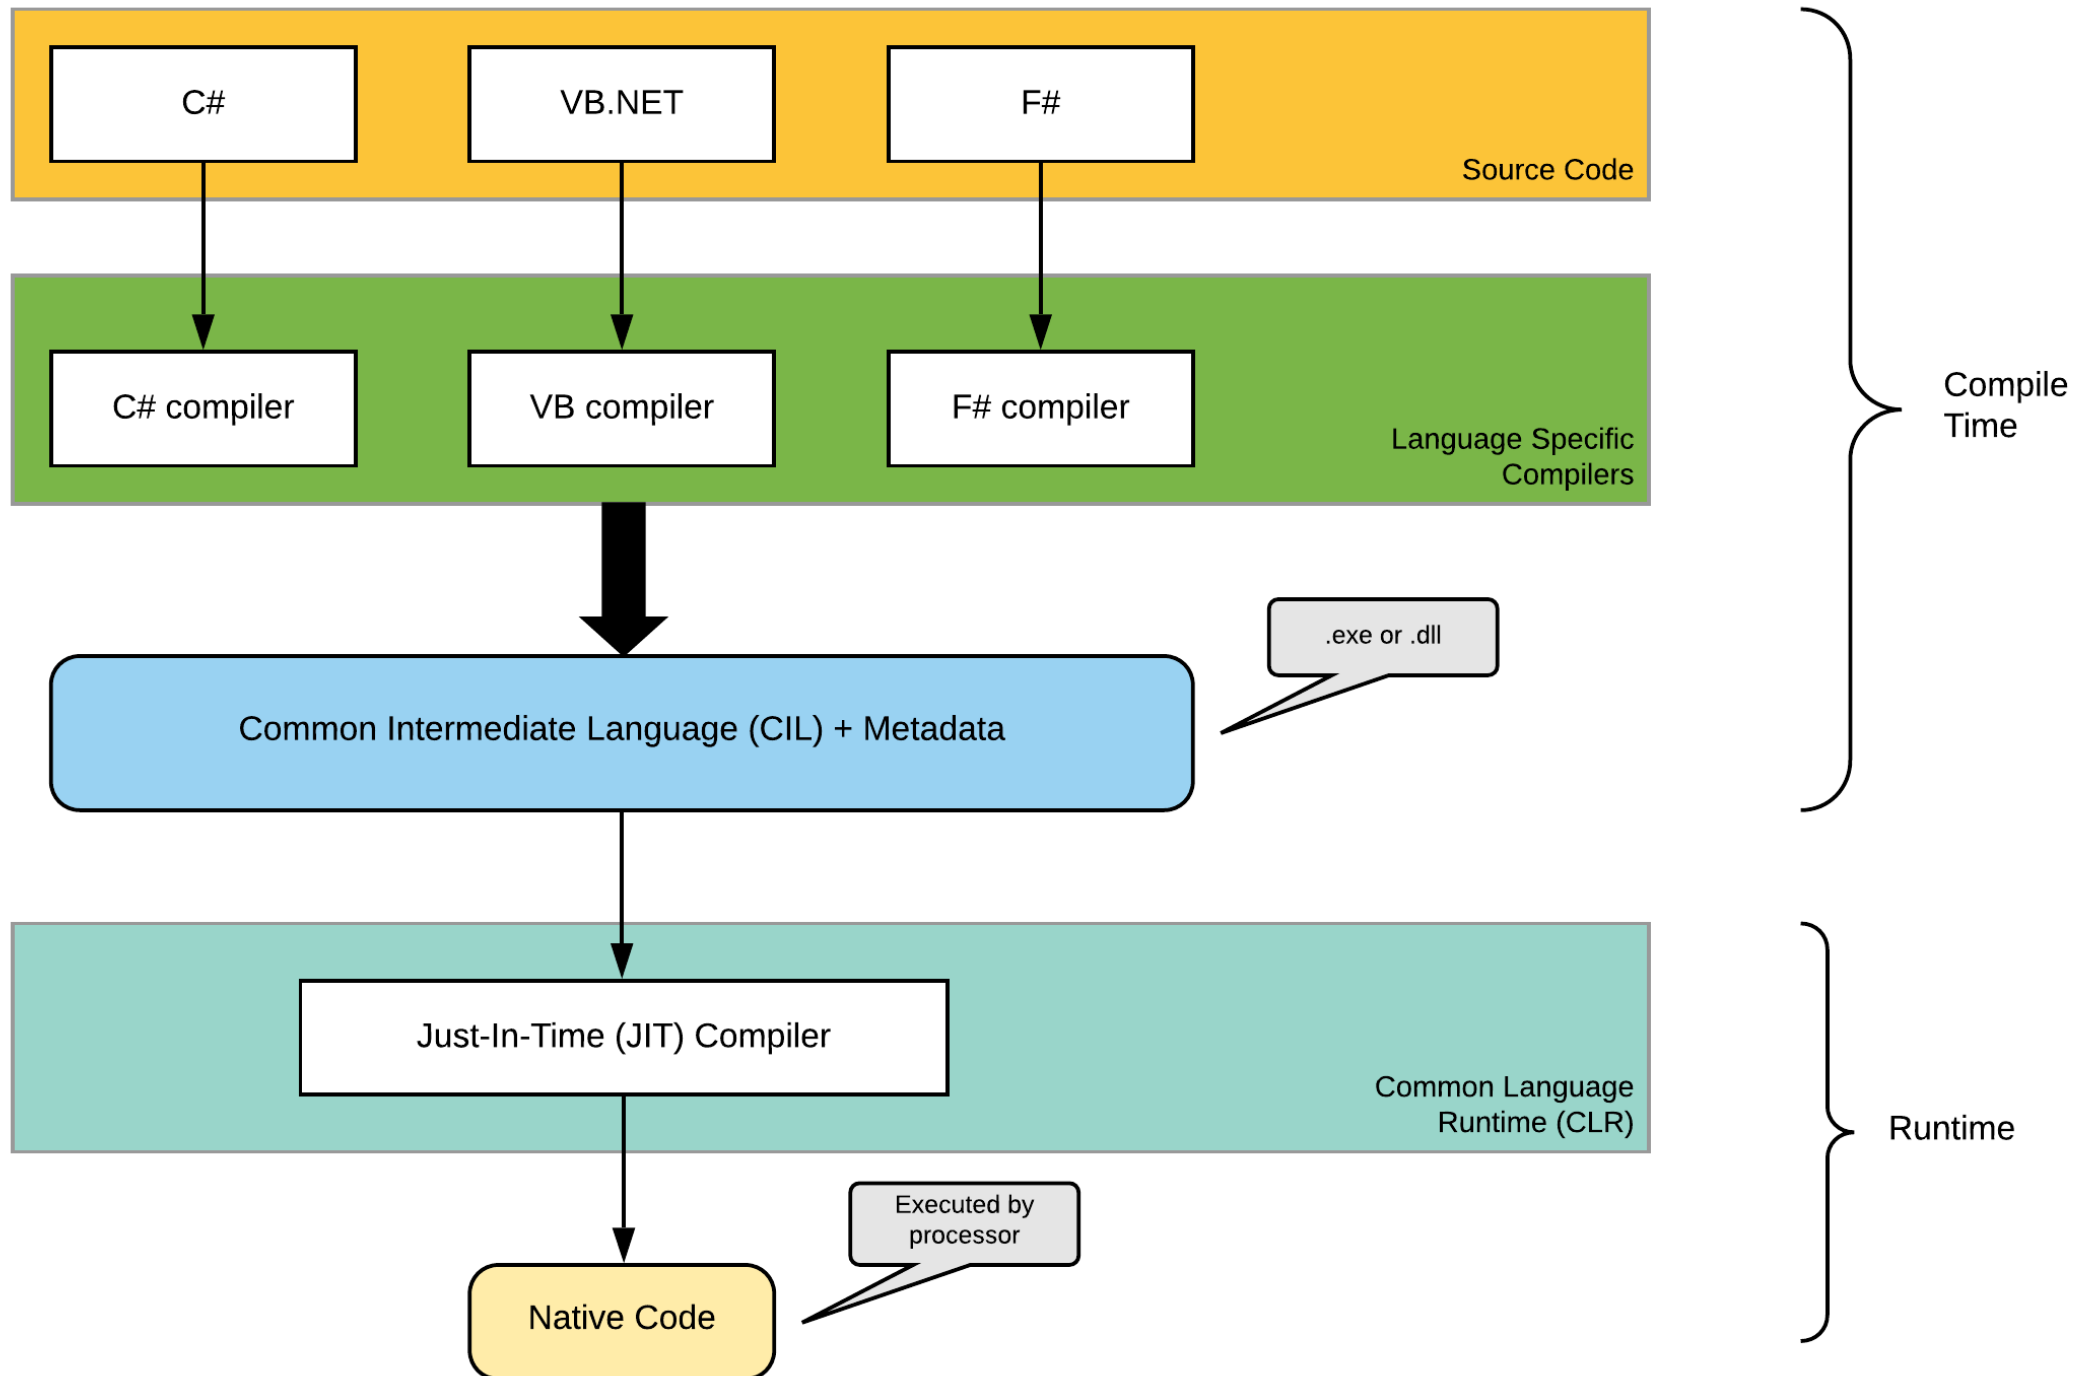 C#
VB.NET
F#
Source Code
C# compiler
VB compiler
F# compiler
Language Specific
Compilers
Compile
Time
.exe or .dll
Common Intermediate Language (CIL) + Metadata
Just-In-Time (JIT) Compiler
Common Language
Runtime (CLR)
Runtime
Executed by
processor
Native Code